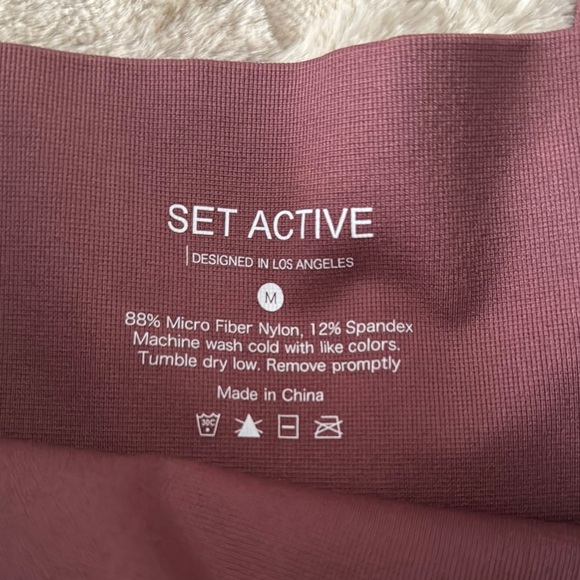 SET ACTIVE
DESIGNED IN LOS ANGELES
M
88% Micro Fiber Nylon, 12% Spandex
Machine wash cold with like colors.
Tumble dry low. Remove promptly
Made in China
30C